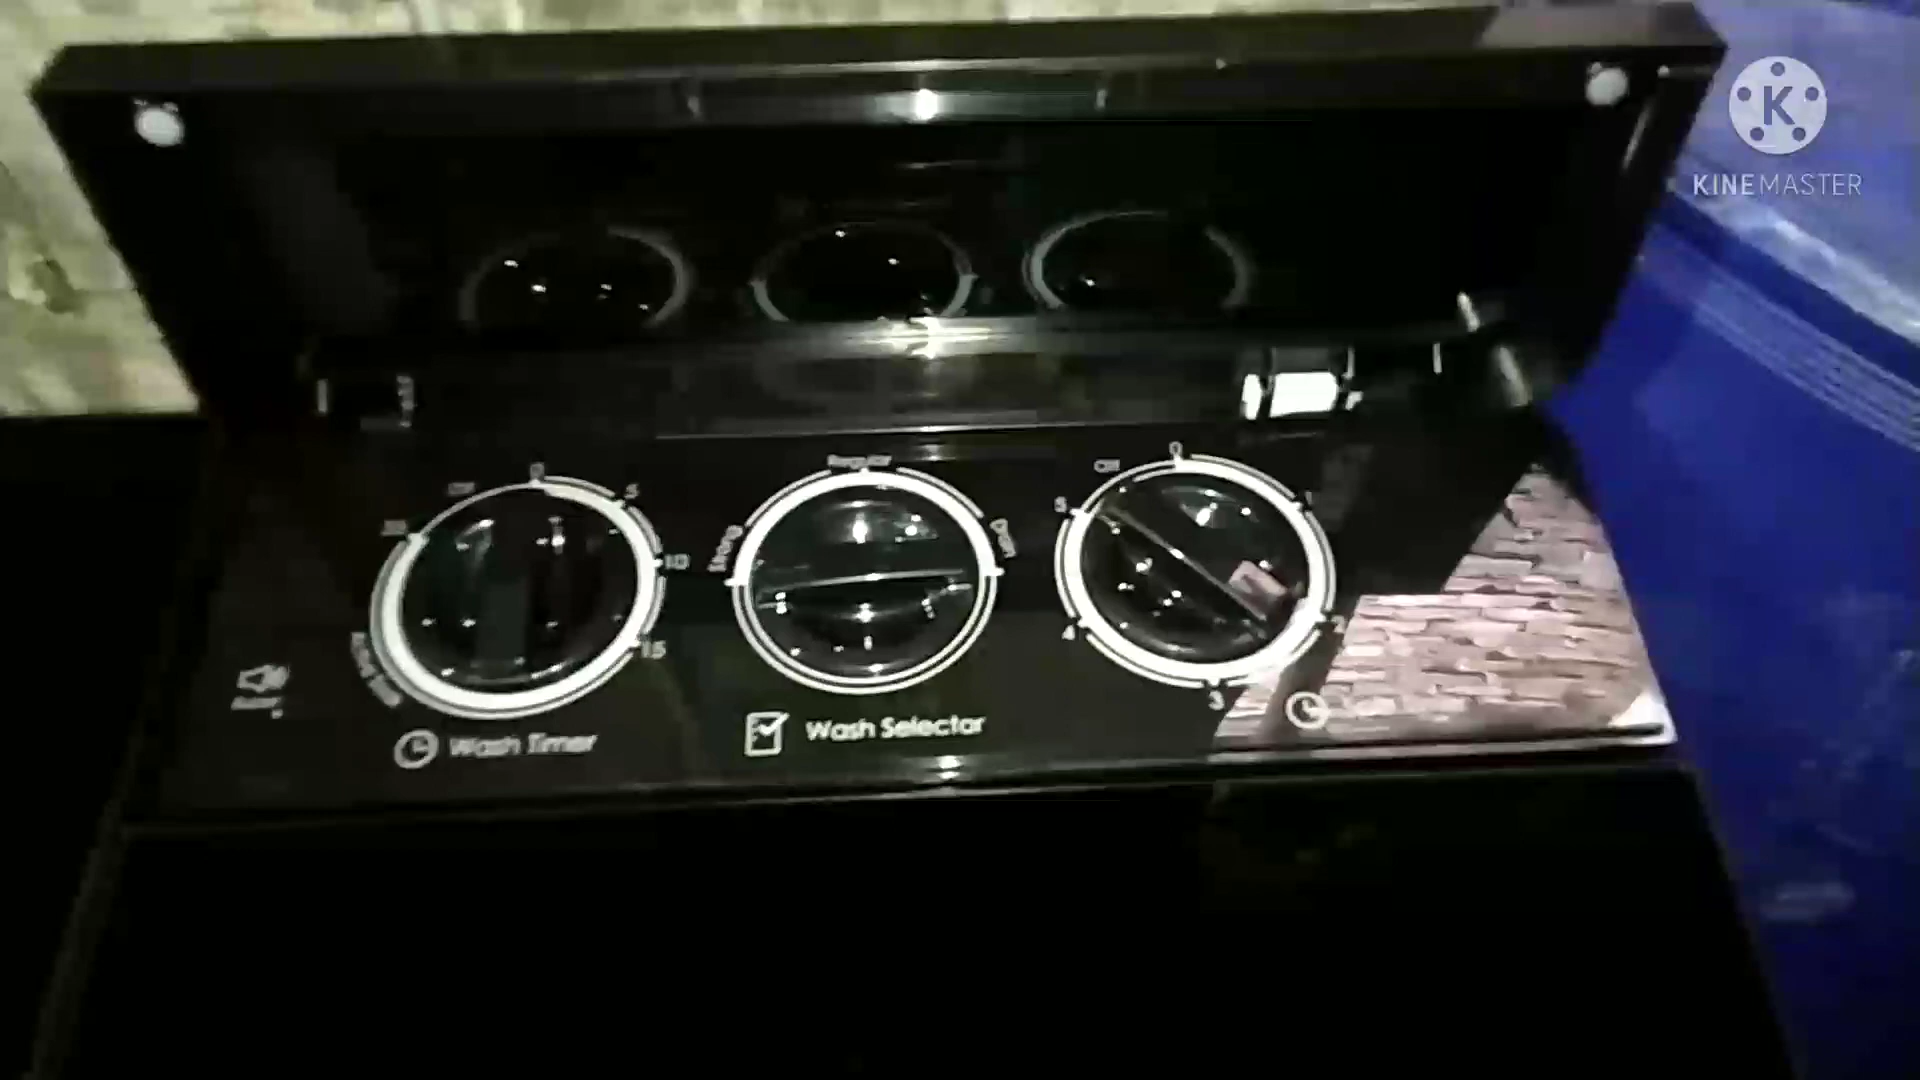 KINEMASTER
Regular
0
0
Off
5
Off
1
5
Strong
Drain
10
2
4
15
3
Wash Selector
Wash Timer